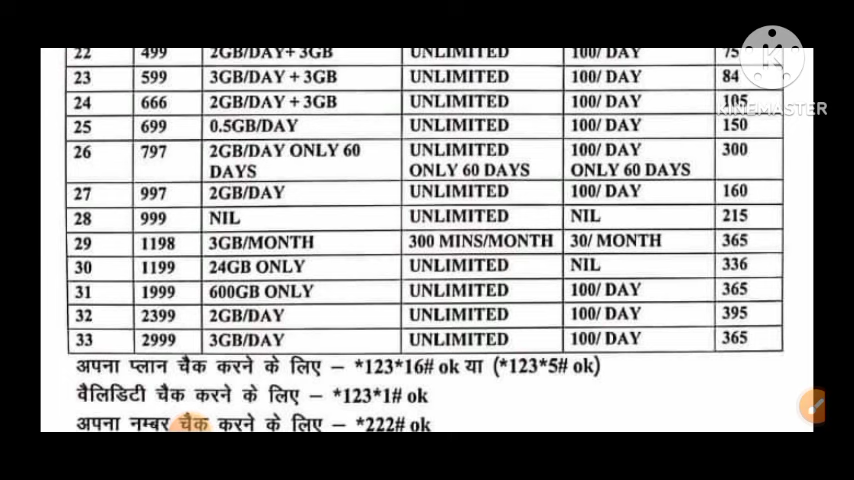 22 499 2GB/DAY+ 3GB UNLIMITED 100/ DAY 75
23 599 3GB/DAY + 3GB UNLIMITED 100/ DAY 84
24 666 2GB/DAY + 3GB UNLIMITED 100/ DAY 105
25 699 0.5GB/DAY UNLIMITED 100/ DAY 150
26 797 2GB/DAY ONLY 60 UNLIMITED 100/ DAY 300
DAYS ONLY 60 DAYS ONLY 60 DAYS
27 997 2GB/DAY UNLIMITED 100/ DAY 160
28 999 NIL UNLIMITED NIL 215
29 1198 3GB/MONTH 300 MINS/MONTH 30/ MONTH 365
30 1199 24GB ONLY UNLIMITED NIL 336
31 1999 600GB ONLY UNLIMITED 100/ DAY 365
32 2399 2GB/DAY UNLIMITED 100/ DAY 395
33 2999 3GB/DAY UNLIMITED 100/ DAY 365
अपना प्लान चैक करने के लिए – *123*16# ok या (*123*5# ok)
वैलिडिटी चैक करने के लिए – *123*1# ok
अपना नम्बर चैक करने के लिए – *222# ok
K
KINEMASTER